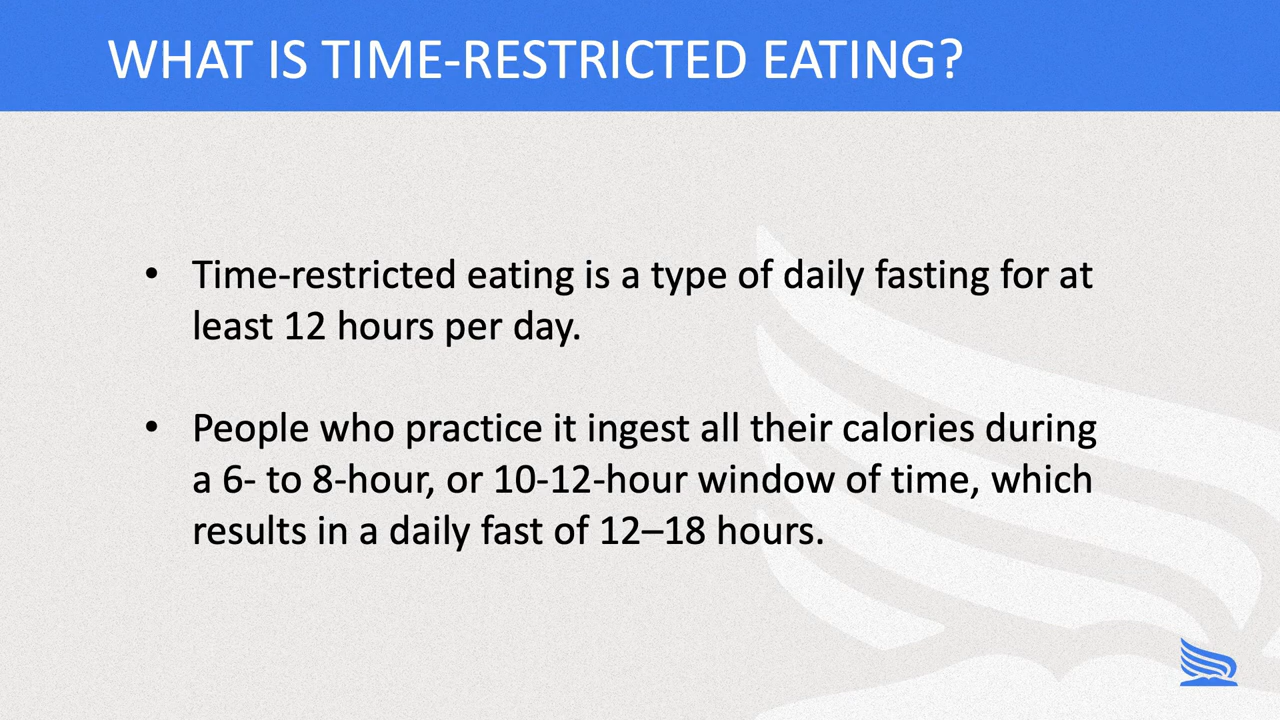 WHAT IS TIME-RESTRICTED EATING?
• Time-restricted eating is a type of daily fasting for at
least 12 hours per day.
• People who practice it ingest all their calories during
a 6- to 8-hour, or 10-12-hour window of time, which
results in a daily fast of 12–18 hours.